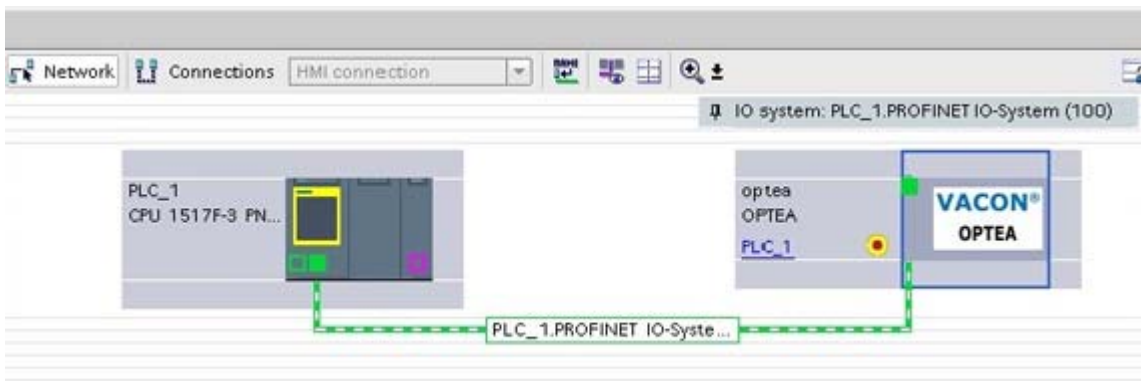 Network
Connections
HMI connection
IO system: PLC_1.PROFINET IO-System (100)
PLC_1
CPU 1517F-3 PN...
optea
OPTEA
PLC_1
VACON®
OPTEA
PLC_1.PROFINET IO-Syste...